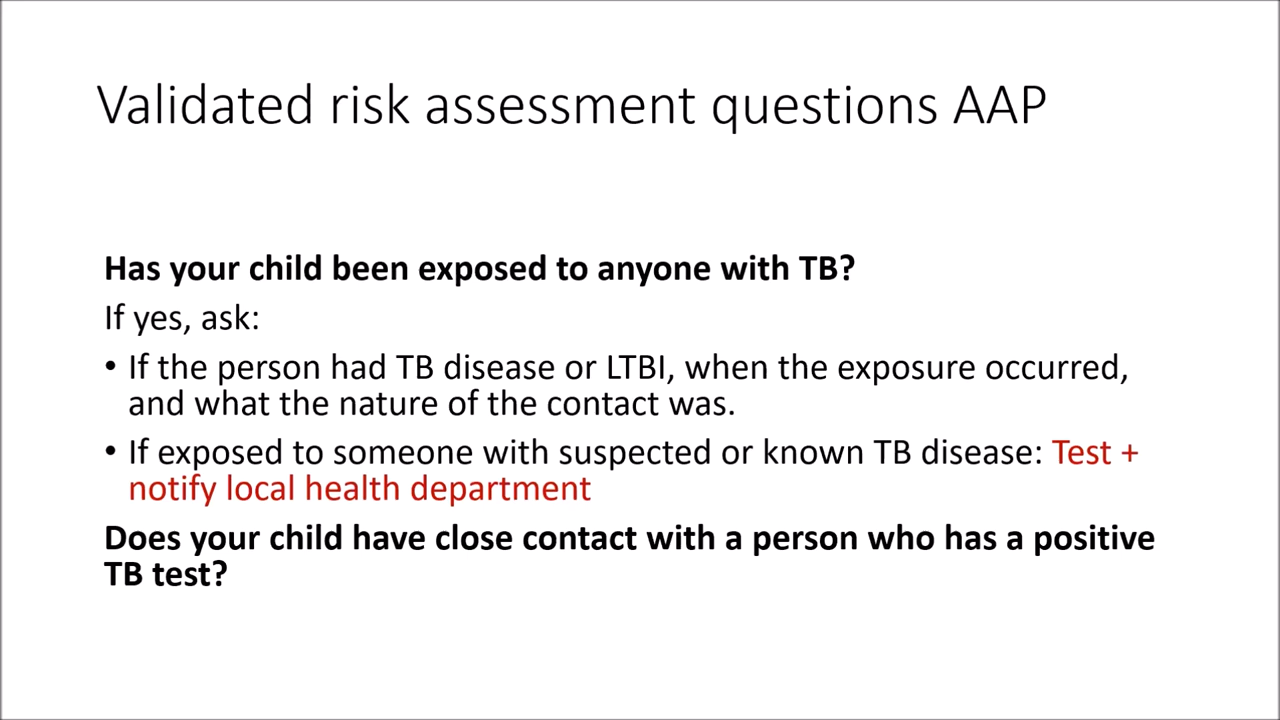 Validated risk assessment questions AAP
Has your child been exposed to anyone with TB?
If yes, ask:
• If the person had TB disease or LTBI, when the exposure occurred,
and what the nature of the contact was.
• If exposed to someone with suspected or known TB disease: Test +
notify local health department
Does your child have close contact with a person who has a positive
TB test?